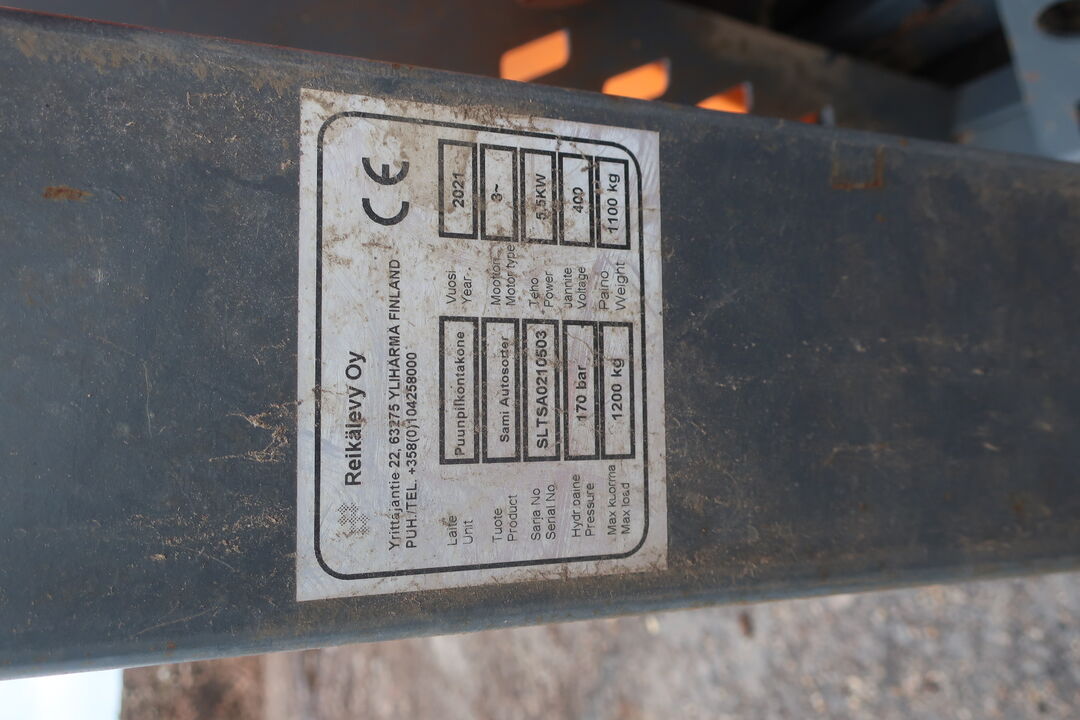 Reikälevy Oy
Yrittäjäntie 22, 63275 YLIHÄRMÄ FINLAND
PUH./TEL. +358(0)104258000
CE
Laite
Unit
Puunpilkontakone
Vuosi
Year
2021
Tuote
Product
Sami Autosorter
Moottori
Motor type
3~
Sarja No
Serial No
SLTSA0210503
Teho
Power
5.5KW
Hydr.paine
Pressure
170 bar
Jännite
Voltage
400
Max kuorma
Max load
1200 kg
Paino
Weight
1100 kg